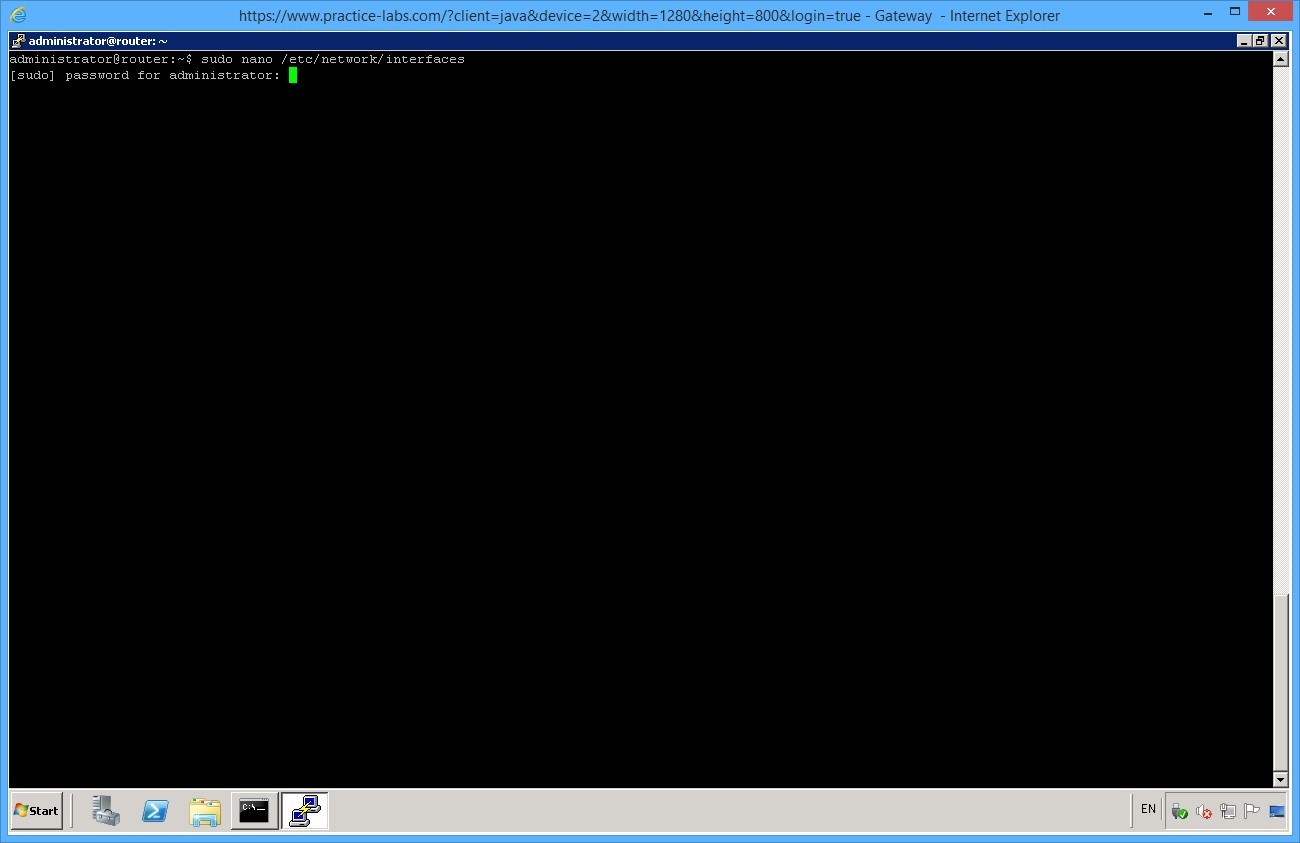 https://www.practice-labs.com/?client=java&device=2&width=1280&height=800&login=true - Gateway - Internet Explorer
administrator@router: ~
administrator@router:~$ sudo nano /etc/network/interfaces
[sudo] password for administrator:
Start
C:\_
EN